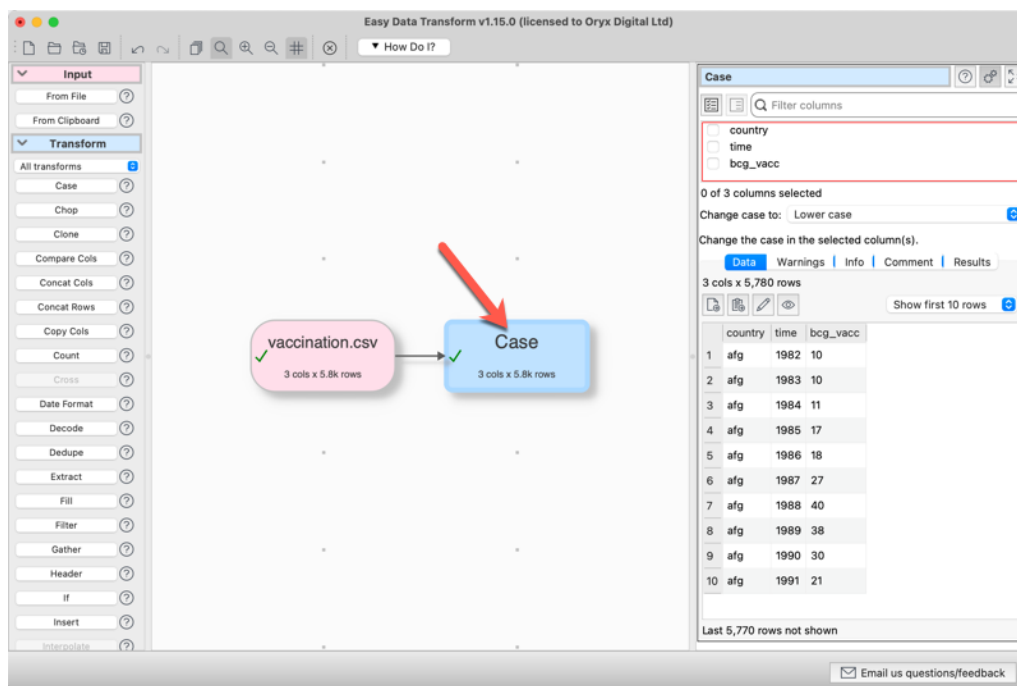 Easy Data Transform v1.15.0 (licensed to Oryx Digital Ltd)
▼ How Do I?
Input
From File ?
From Clipboard ?
Transform
All transforms
Case ?
Chop ?
Clone ?
Compare Cols ?
Concat Cols ?
Concat Rows ?
Copy Cols ?
Count ?
Cross ?
Date Format ?
Decode ?
Dedupe ?
Extract ?
Fill ?
Filter ?
Gather ?
Header ?
If ?
Insert ?
Interpolate ?
vaccination.csv
3 cols x 5.8k rows
Case
3 cols x 5.8k rows
Case ?
Filter columns
country
time
bcg_vacc
0 of 3 columns selected
Change case to: Lower case
Change the case in the selected column(s).
Data Warnings Info Comment Results
3 cols x 5,780 rows
Show first 10 rows
country time bcg_vacc
1 afg 1982 10
2 afg 1983 10
3 afg 1984 11
4 afg 1985 17
5 afg 1986 18
6 afg 1987 27
7 afg 1988 40
8 afg 1989 38
9 afg 1990 30
10 afg 1991 21
Last 5,770 rows not shown
Email us questions/feedback